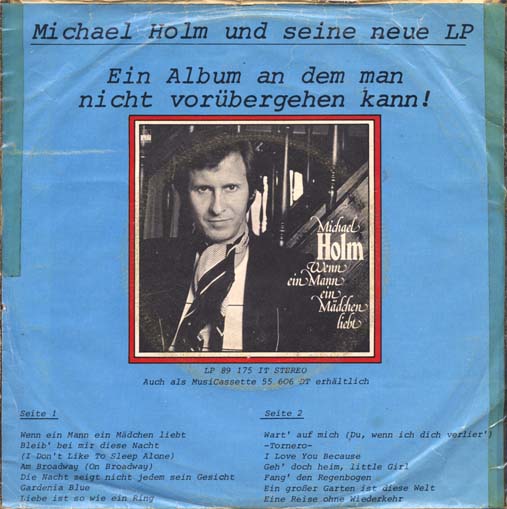 Michael Holm und seine neue LP
Ein Album an dem man
nicht vorübergehen kann!
Michael
Holm
Wenn
ein Mann
ein
Mädchen
liebt
LP 89 175 IT STEREO
Auch als MusiCassette 55 606 DT erhältlich
Seite 1
Wenn ein Mann ein Mädchen liebt
Bleib' bei mir diese Nacht
(I Don't Like To Sleep Alone)
Am Broadway (On Broadway)
Die Nacht zeigt nicht jedem sein Gesicht
Gardenia Blue
Liebe ist so wie ein Ring
Seite 2
Wart' auf mich (Du, wenn ich dich verlier')
-Tornero-
I Love You Because
Geh' doch heim, little Girl
Fang' den Regenbogen
Ein großer Garten ist diese Welt
Eine Reise ohne Wiederkehr